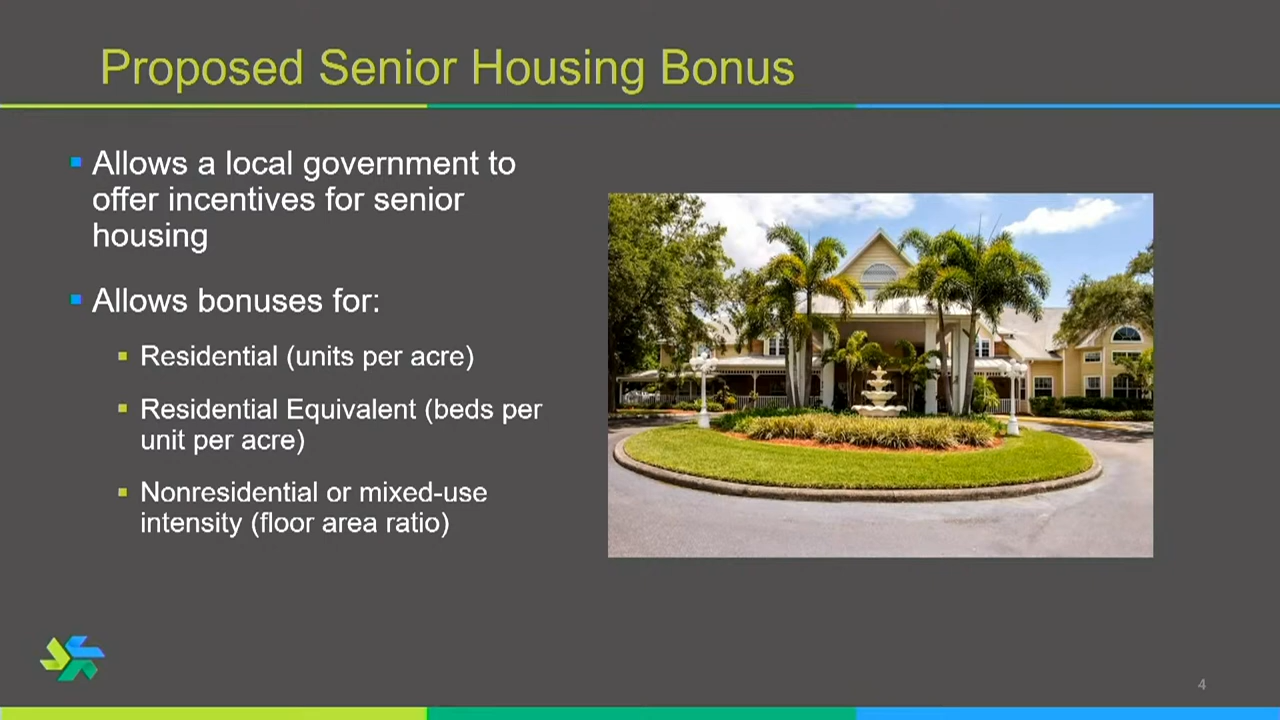 Proposed Senior Housing Bonus
Allows a local government to
offer incentives for senior
housing
Allows bonuses for:
Residential (units per acre)
Residential Equivalent (beds per
unit per acre)
Nonresidential or mixed-use
intensity (floor area ratio)
4